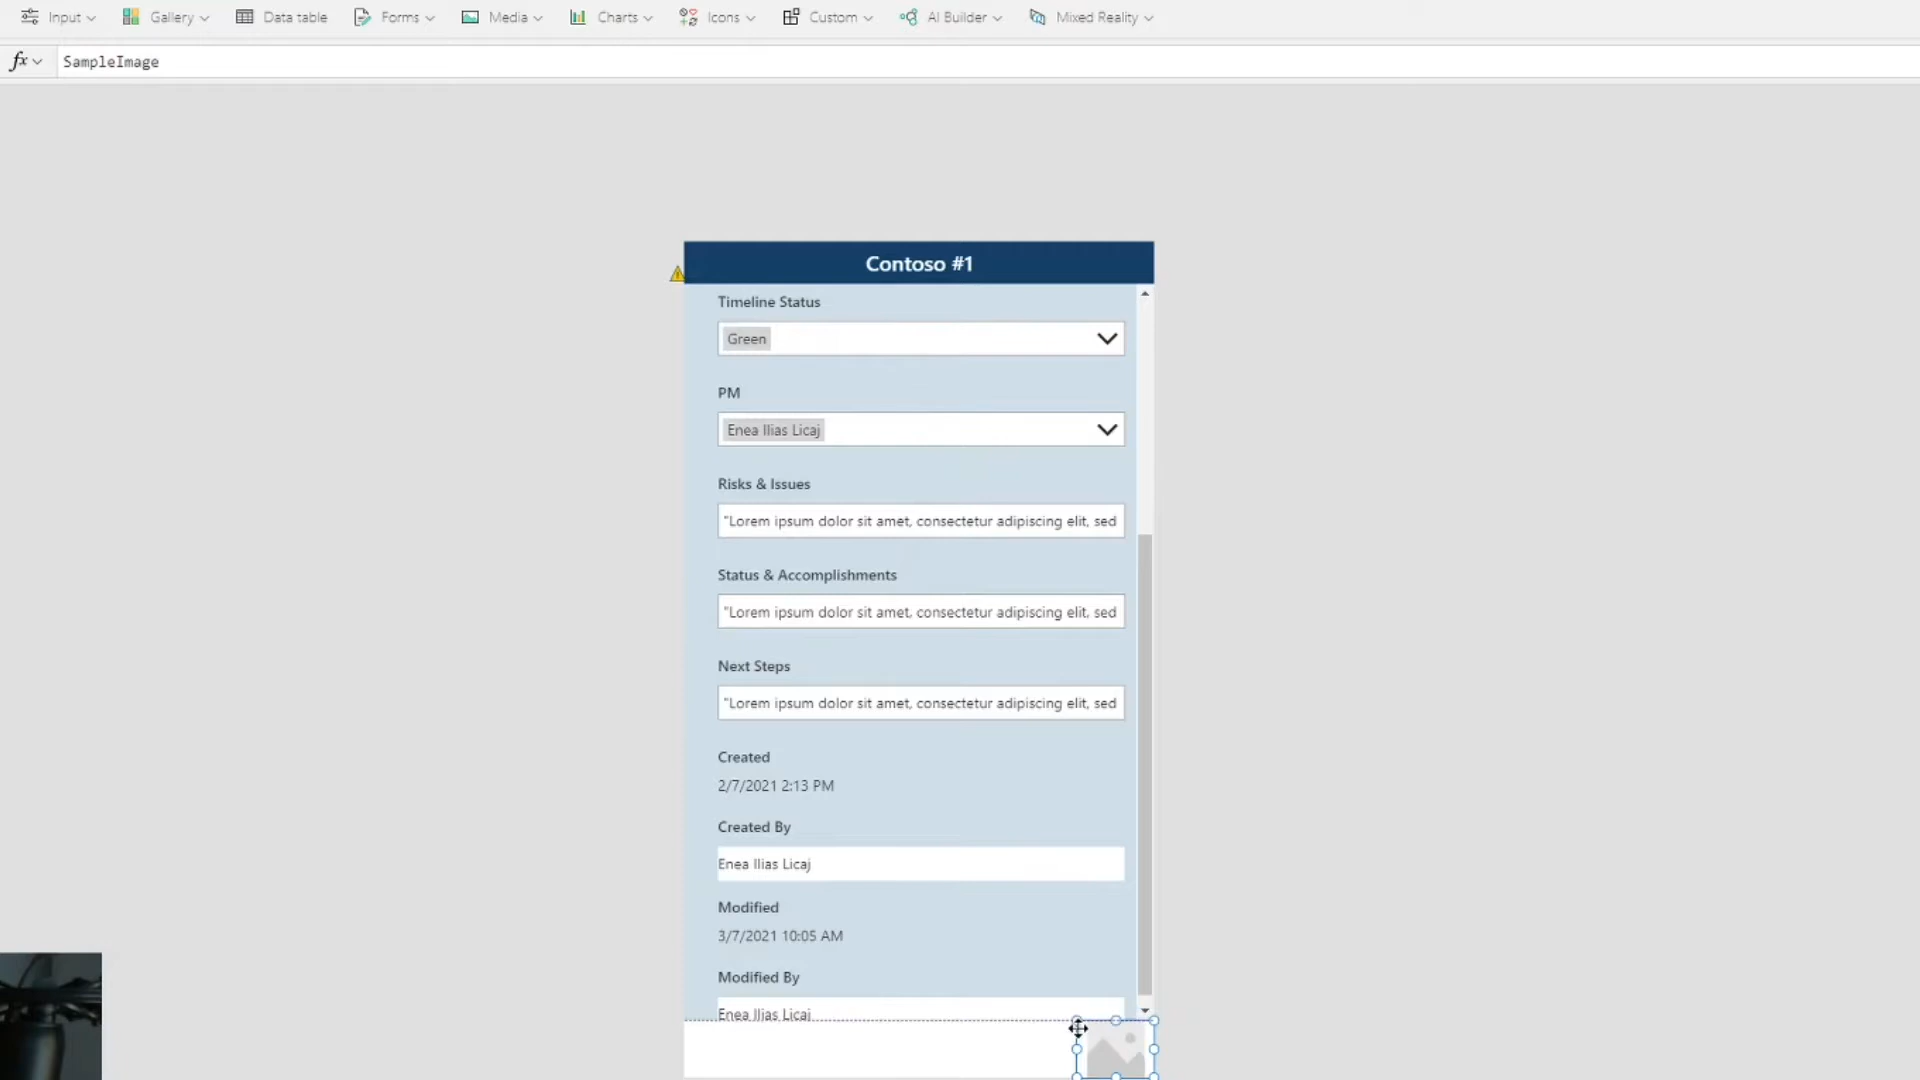 Input
Gallery
Data table
Forms
Media
Charts
Icons
Custom
AI Builder
Mixed Reality
fx
SampleImage
Contoso #1
Timeline Status
Green
PM
Enea Ilias Licaj
Risks & Issues
"Lorem ipsum dolor sit amet, consectetur adipiscing elit, sed
Status & Accomplishments
"Lorem ipsum dolor sit amet, consectetur adipiscing elit, sed
Next Steps
"Lorem ipsum dolor sit amet, consectetur adipiscing elit, sed
Created
2/7/2021 2:13 PM
Created By
Enea Ilias Licaj
Modified
3/7/2021 10:05 AM
Modified By
Enea Ilias Licaj